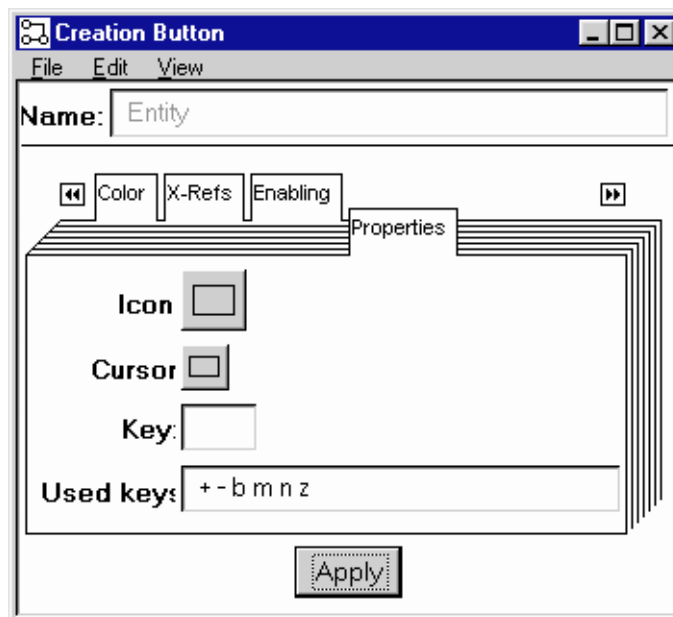 Creation Button
File Edit View
Name: Entity
Color X-Refs Enabling
Properties
Icon
Cursor
Key:
Used keys + - b m n z
Apply